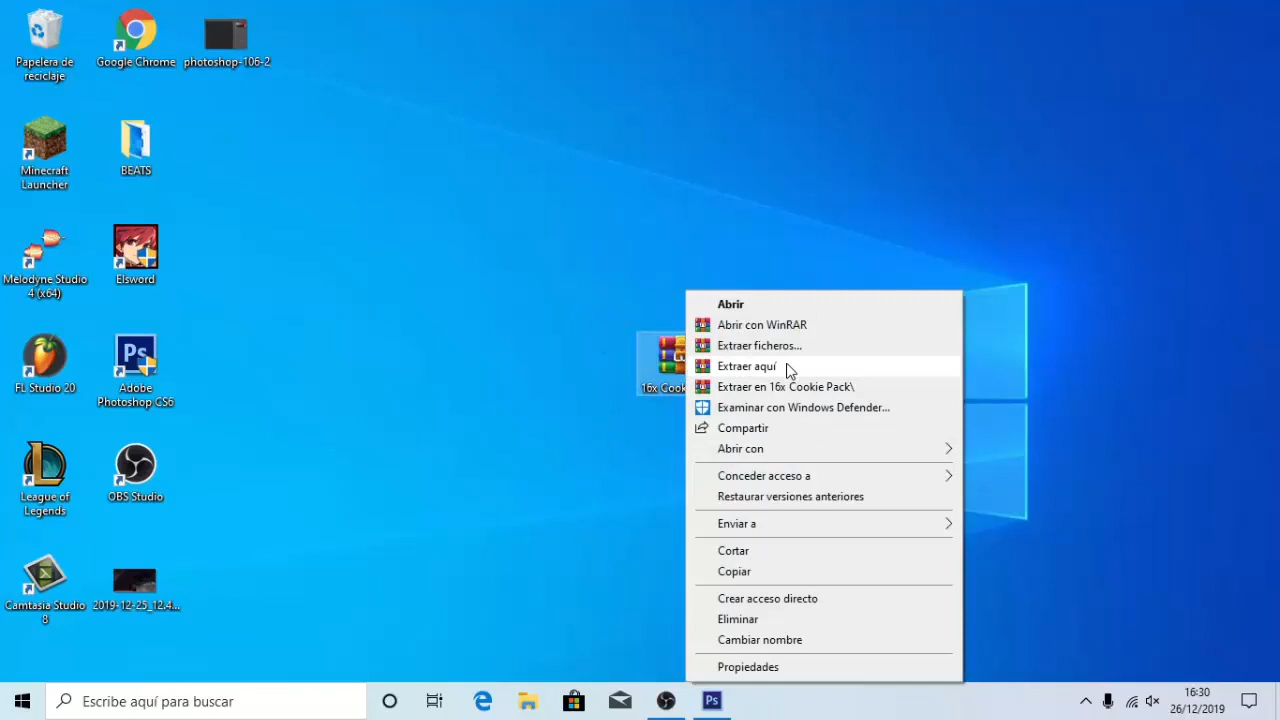 Papelera de
reciclaje
Google Chrome
photoshop-106-2
Minecraft
Launcher
BEATS
Melodyne Studio
4 (x64)
Elsword
FL Studio 20
Adobe
Photoshop CS6
League of
Legends
OBS Studio
Camtasia Studio
8
2019-12-25_12.4...
16x Cook
Abrir
Abrir con WinRAR
Extraer ficheros...
Extraer aquí
Extraer en 16x Cookie Pack\
Examinar con Windows Defender...
Compartir
Abrir con
Conceder acceso a
Restaurar versiones anteriores
Enviar a
Cortar
Copiar
Crear acceso directo
Eliminar
Cambiar nombre
Propiedades
Escribe aquí para buscar
Ps
Ps
16:30
26/12/2019